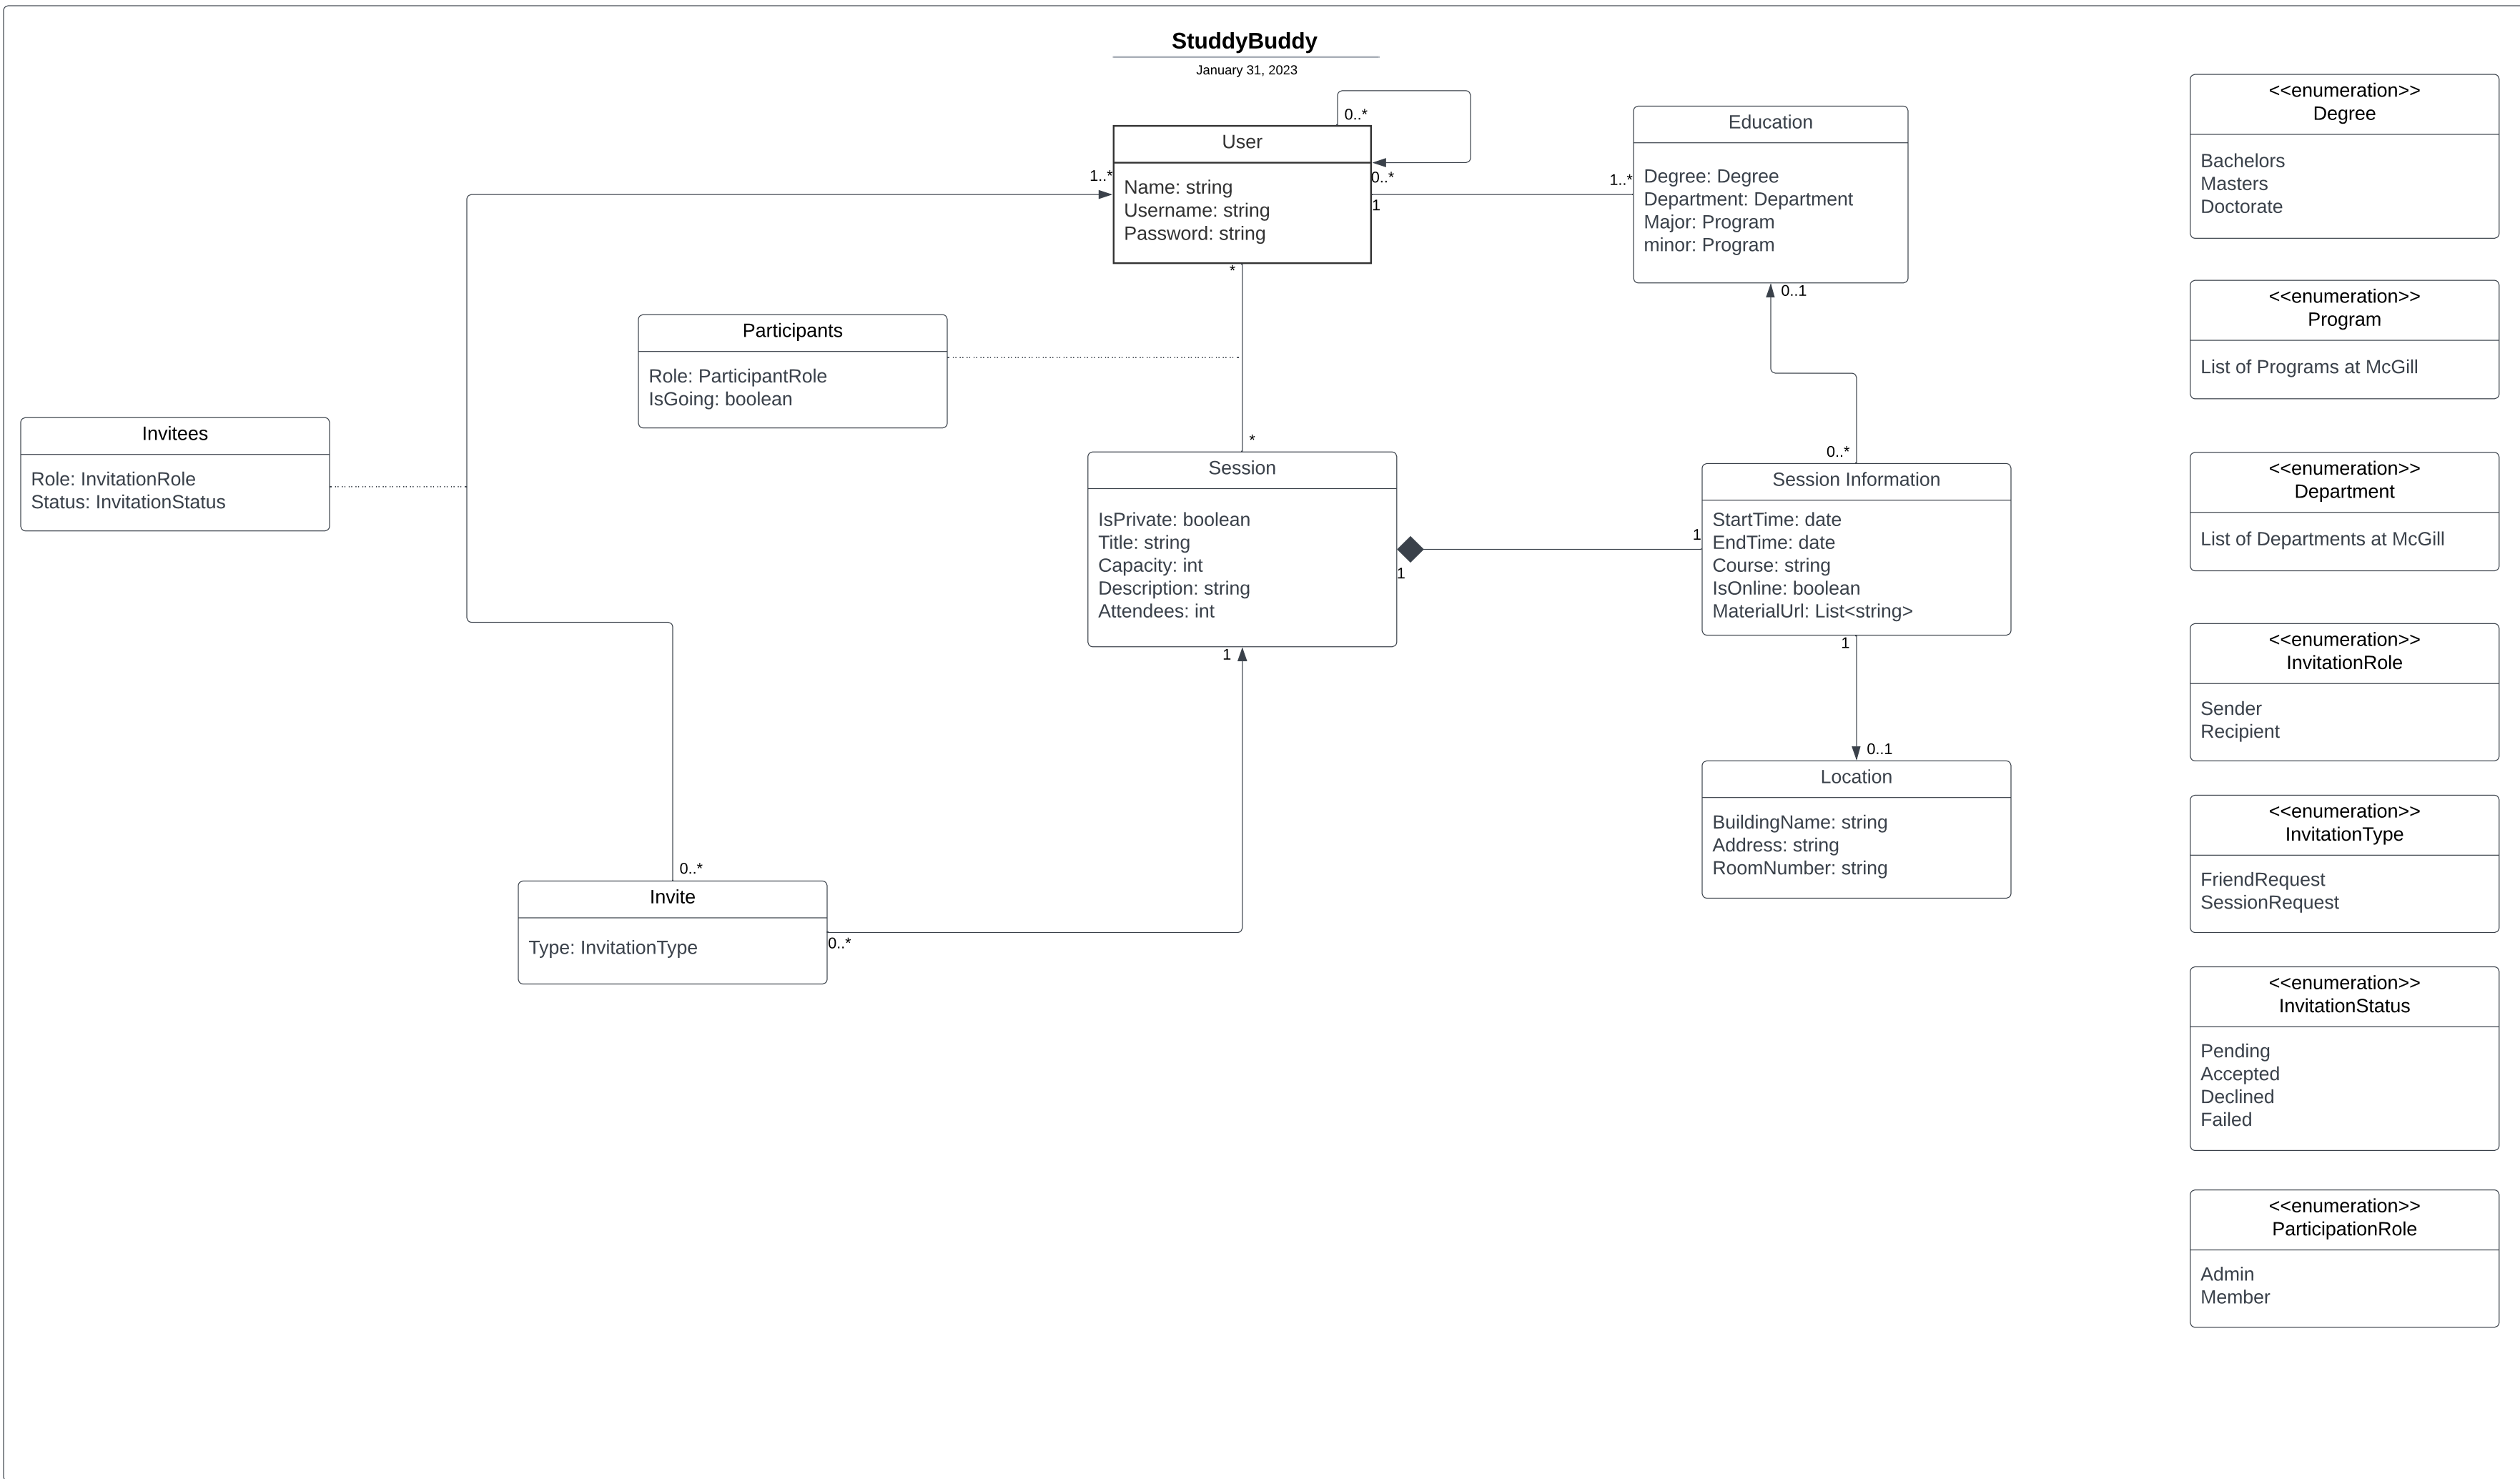 StuddyBuddy
January 31, 2023
0..*
User
Name: string
Username: string
Password: string
1..*
0..*
1
1..*
*
Education
Degree: Degree
Department: Department
Major: Program
minor: Program
0..1
Participants
Role: ParticipantRole
IsGoing: boolean
Invitees
Role: InvitationRole
Status: InvitationStatus
*
Session
IsPrivate: boolean
Title: string
Capacity: int
Description: string
Attendees: int
1
1
1
0..*
Session Information
StartTime: date
EndTime: date
Course: string
IsOnline: boolean
MaterialUrl: List<string>
1
0..1
Location
BuildingName: string
Address: string
RoomNumber: string
0..*
Invite
Type: InvitationType
0..*
<<enumeration>>
Degree
Bachelors
Masters
Doctorate
<<enumeration>>
Program
List of Programs at McGill
<<enumeration>>
Department
List of Departments at McGill
<<enumeration>>
InvitationRole
Sender
Recipient
<<enumeration>>
InvitationType
FriendRequest
SessionRequest
<<enumeration>>
InvitationStatus
Pending
Accepted
Declined
Failed
<<enumeration>>
ParticipationRole
Admin
Member